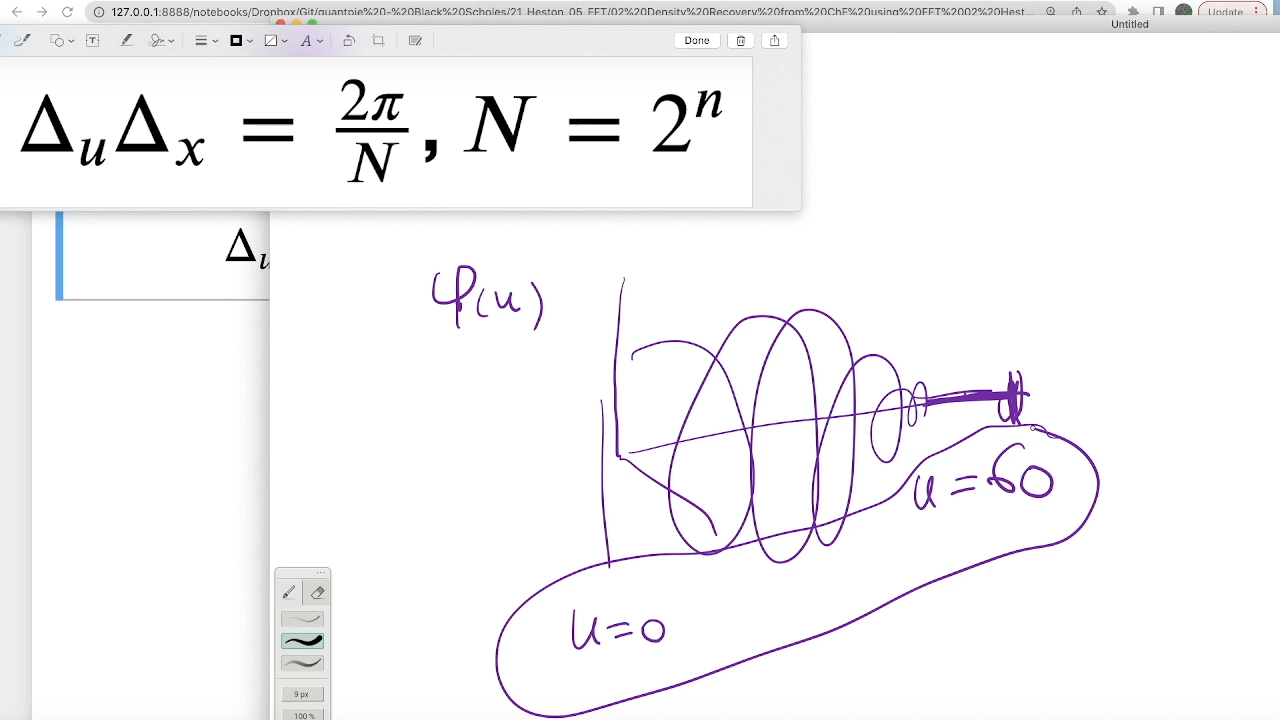 127.0.0.1:8888/notebooks/Dropbox/Git/quantpie%20-%20Black%20Scholes/21_Heston_05_FFT/02%20Density%20Recovery%20from%20ChF%20using%20FFT%2002%20Hest...
Update
Untitled
Done
Δ_uΔ_x = 2π/N, N = 2^n
Δ_u
φ(u)
u=60
u=0
9 px
100 %